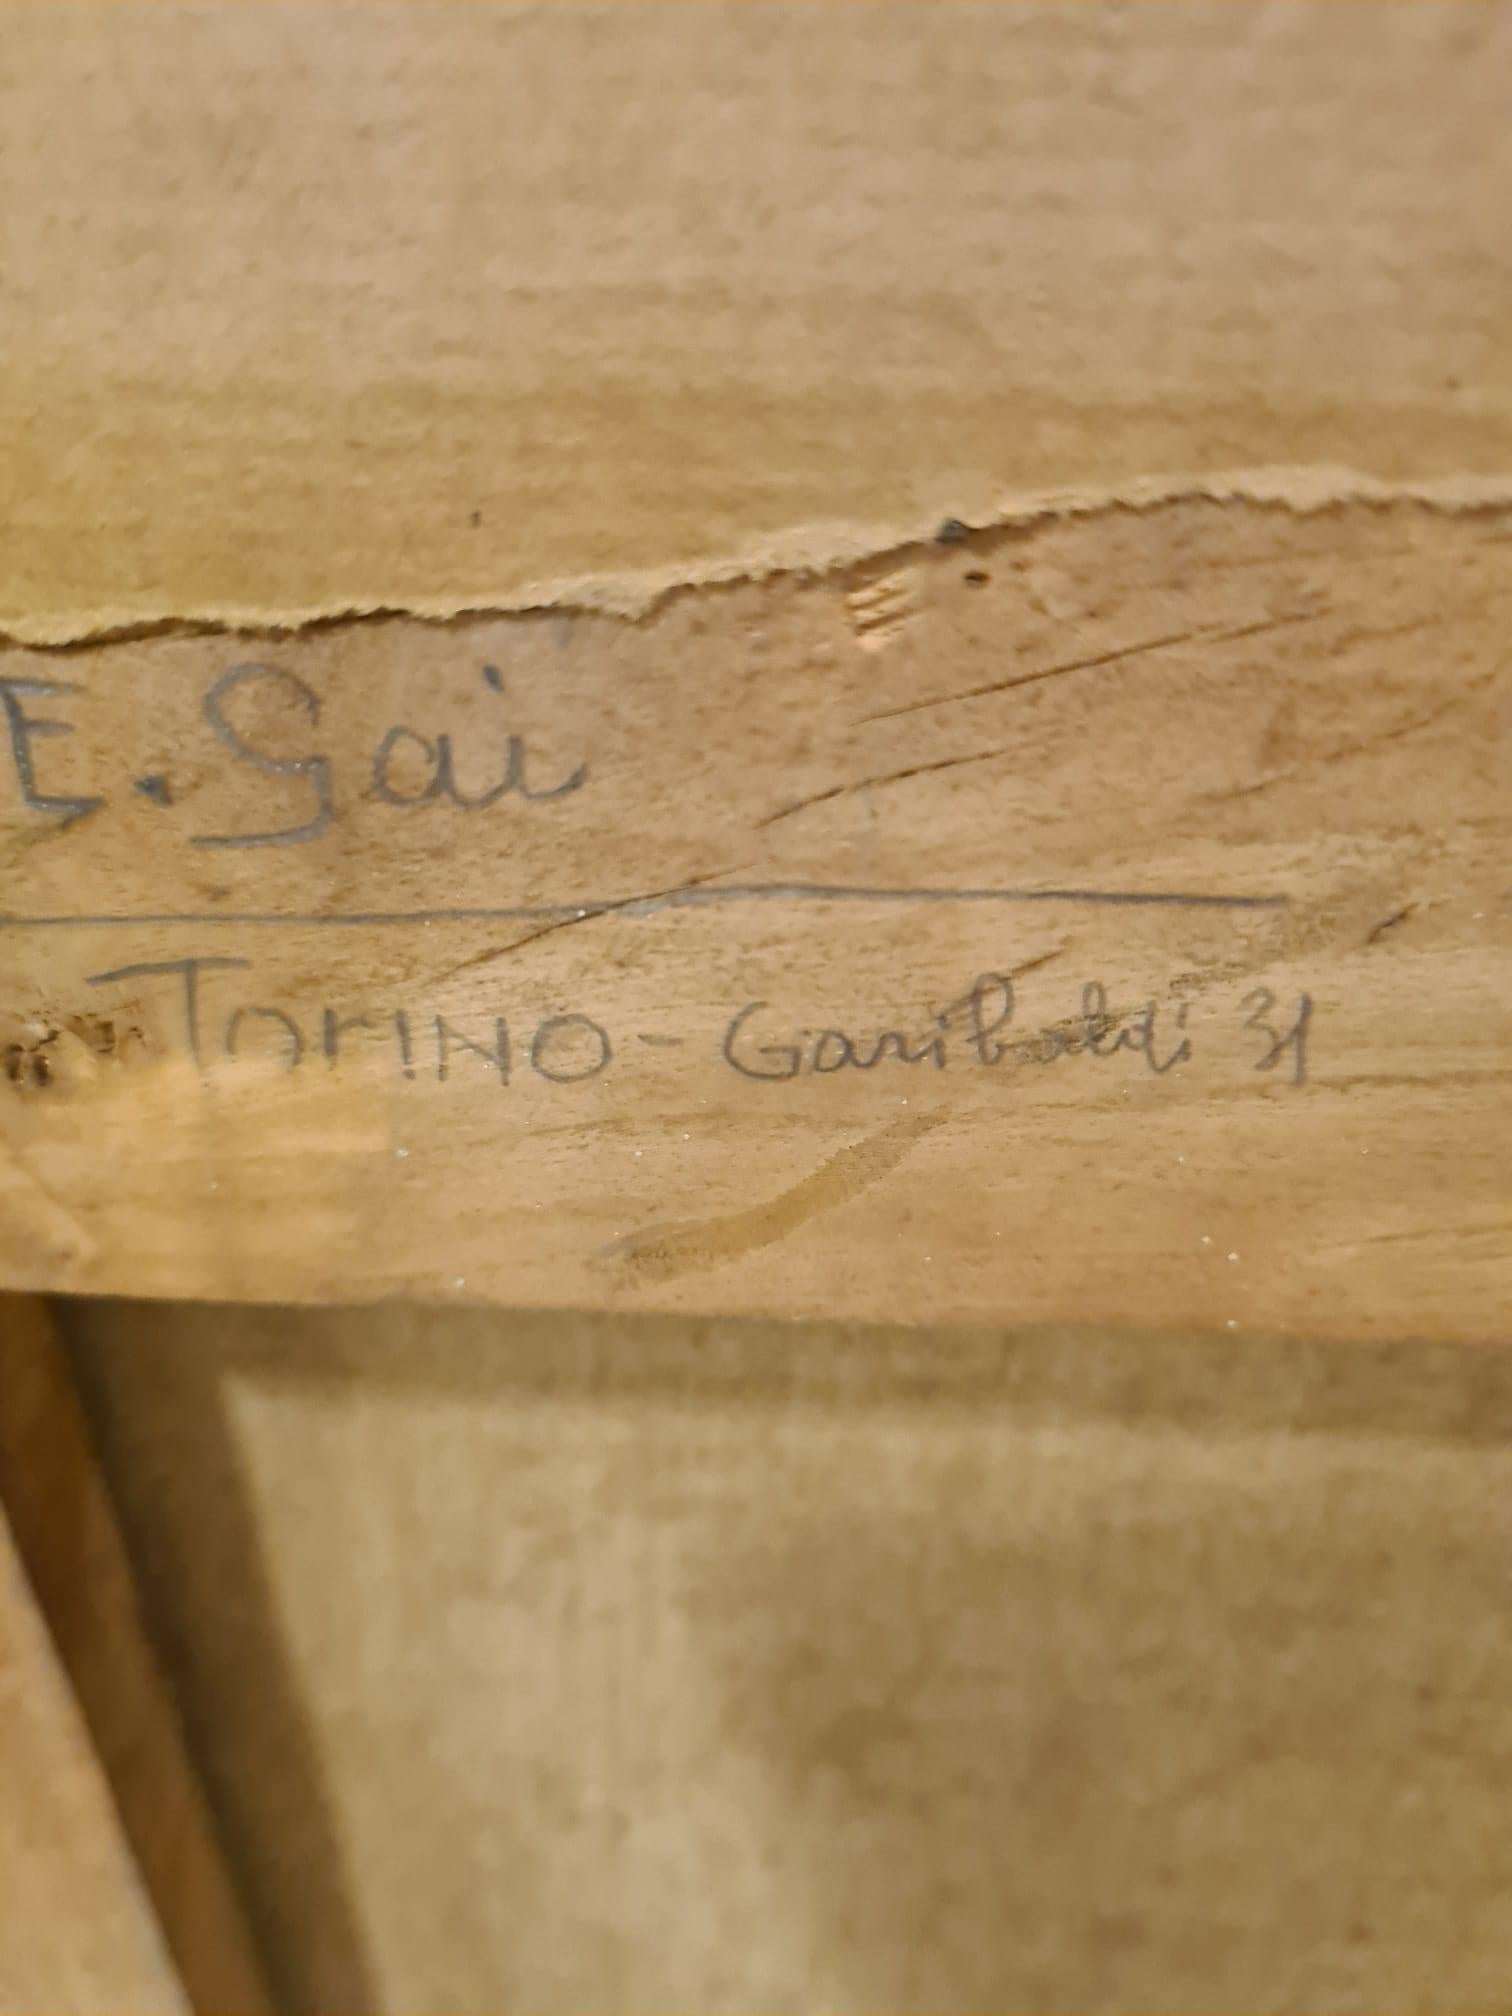 E. Gai
TORINO - Garibaldi 31